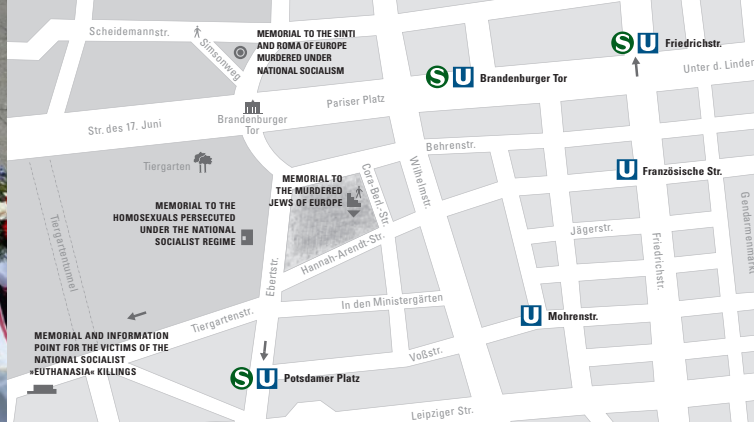 Scheidemannstr.
Simsonweg
MEMORIAL TO THE SINTI
AND ROMA OF EUROPE
MURDERED UNDER
NATIONAL SOCIALISM
S U Friedrichstr.
S U Brandenburger Tor
Unter d. Linden
Pariser Platz
Str. des 17. Juni
Brandenburger
Tor
Behrenstr.
Tiergarten
Wilhelmstr.
Cora-Berl.-Str.
U Französische Str.
MEMORIAL TO
THE MURDERED
JEWS OF EUROPE
MEMORIAL TO THE
HOMOSEXUALS PERSECUTED
UNDER THE NATIONAL
SOCIALIST REGIME
Tiergartentunnel
Gendarmenmarkt
Jägerstr.
Friedrichstr.
Hannah-Arendt-Str.
Ebertstr.
In den Ministergärten
Tiergartenstr.
U Mohrenstr.
MEMORIAL AND INFORMATION
POINT FOR THE VICTIMS OF THE
NATIONAL SOCIALIST
»EUTHANASIA« KILLINGS
Voßstr.
S U Potsdamer Platz
Leipziger Str.